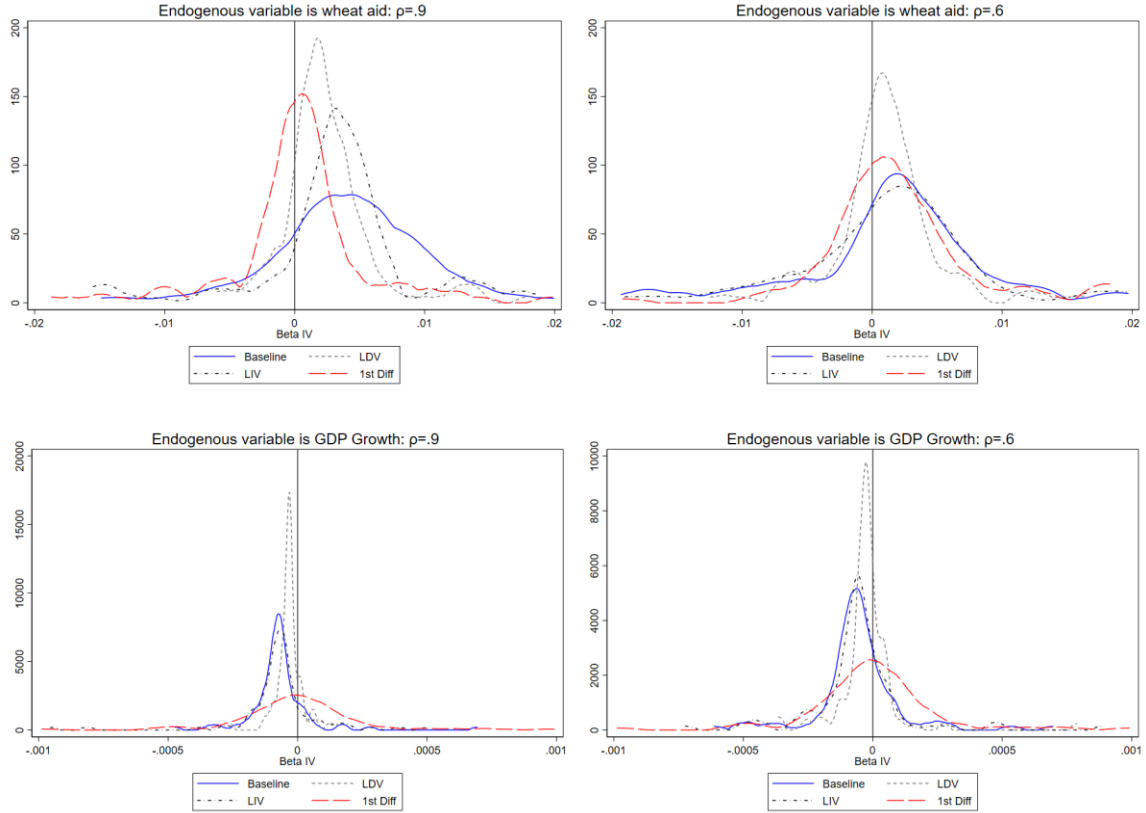 Endogenous variable is wheat aid: ρ=.9
200
150
100
50
0
-.02
-.01
0
.01
.02
Beta IV
Baseline
LDV
LIV
1st Diff
Endogenous variable is wheat aid: ρ=.6
200
150
100
50
0
-.02
-.01
0
.01
.02
Beta IV
Baseline
LDV
LIV
1st Diff
Endogenous variable is GDP Growth: ρ=.9
20000
15000
10000
5000
0
-.001
-.0005
0
.0005
.001
Beta IV
Baseline
LDV
LIV
1st Diff
Endogenous variable is GDP Growth: ρ=.6
10000
8000
6000
4000
2000
0
-.001
-.0005
0
.0005
.001
Beta IV
Baseline
LDV
LIV
1st Diff